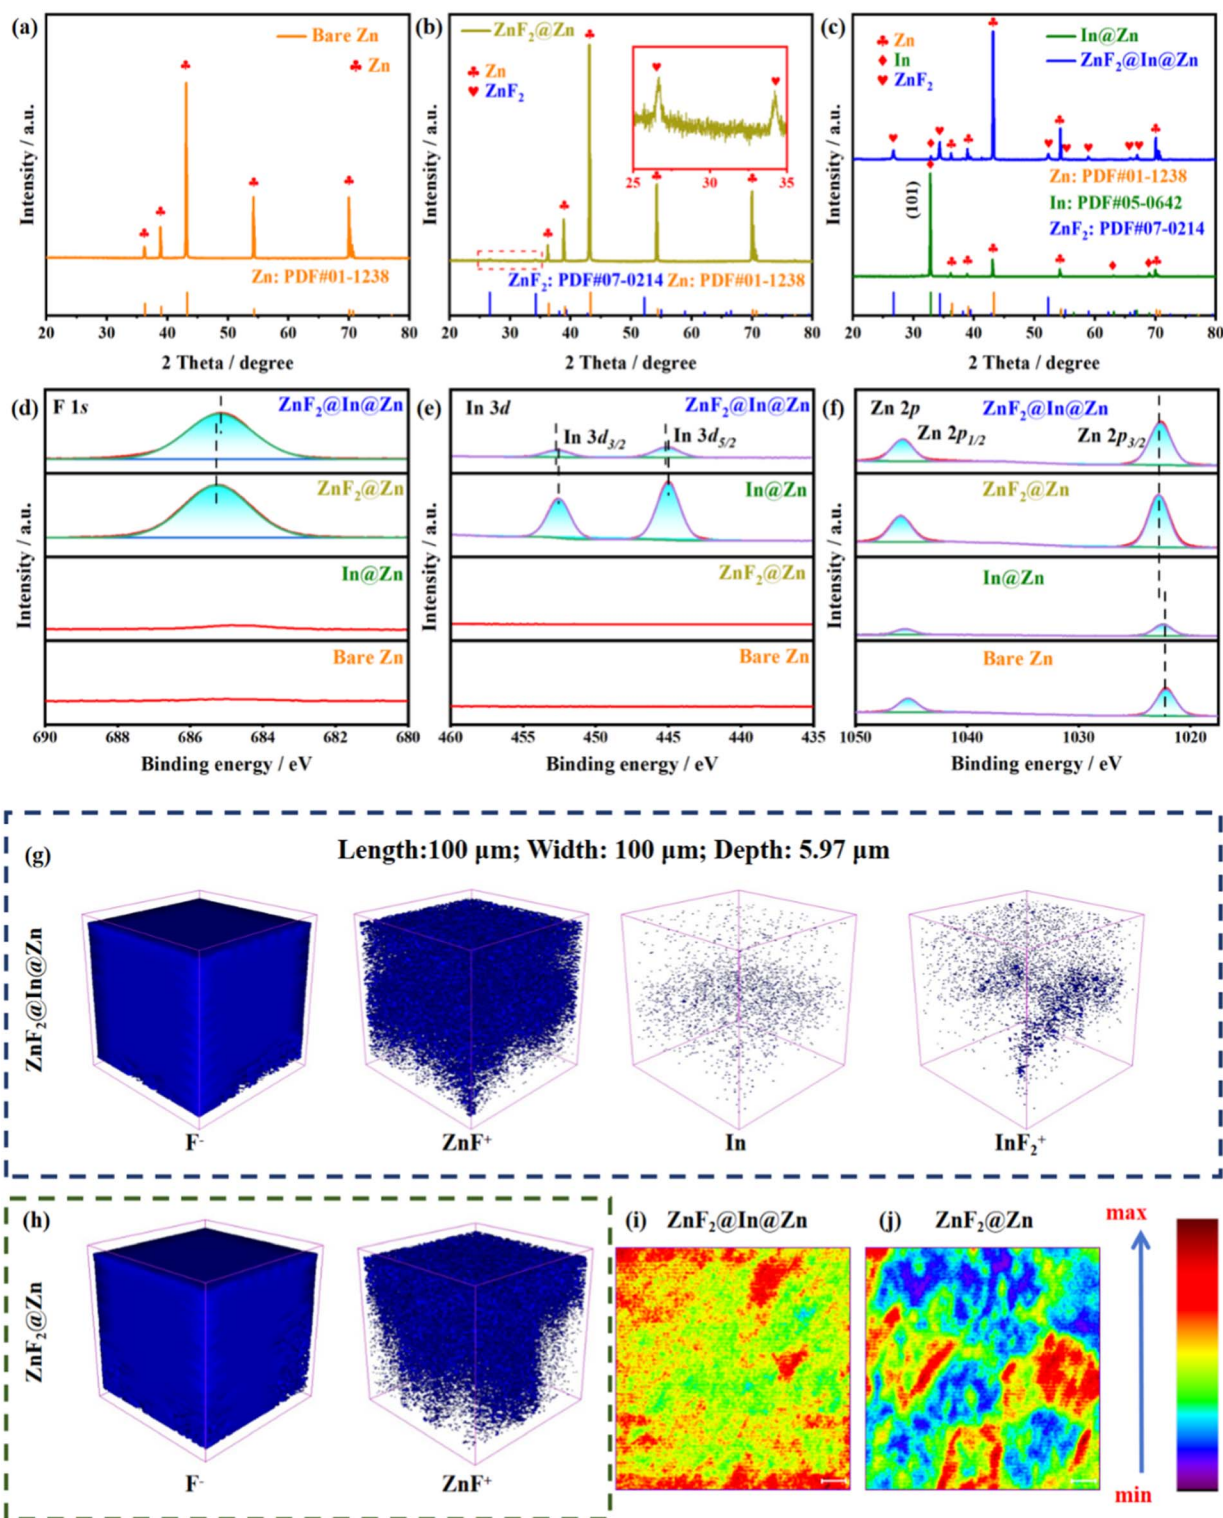 (a)
Bare Zn
♣ Zn
Zn: PDF#01-1238
Intensity / a.u.
20 30 40 50 60 70 80
2 Theta / degree
(b)
ZnF₂@Zn
♣ Zn
♥ ZnF₂
25 30 35
ZnF₂: PDF#07-0214 Zn: PDF#01-1238
Intensity / a.u.
20 30 40 50 60 70 80
2 Theta / degree
(c)
♣ Zn
♦ In
♥ ZnF₂
In@Zn
ZnF₂@In@Zn
(101)
Zn: PDF#01-1238
In: PDF#05-0642
ZnF₂: PDF#07-0214
Intensity / a.u.
20 30 40 50 60 70 80
2 Theta / degree
(d)
F 1s
ZnF₂@In@Zn
ZnF₂@Zn
In@Zn
Bare Zn
Intensity / a.u.
690 688 686 684 682 680
Binding energy / eV
(e)
In 3d
ZnF₂@In@Zn
In 3d₃/₂
In 3d₅/₂
In@Zn
ZnF₂@Zn
Bare Zn
Intensity / a.u.
460 455 450 445 440 435
Binding energy / eV
(f)
Zn 2p
ZnF₂@In@Zn
Zn 2p₁/₂
Zn 2p₃/₂
ZnF₂@Zn
In@Zn
Bare Zn
Intensity / a.u.
1050 1040 1030 1020
Binding energy / eV
(g)
Length:100 μm; Width: 100 μm; Depth: 5.97 μm
ZnF₂@In@Zn
F⁻
ZnF⁺
In
InF₂⁺
(h)
ZnF₂@Zn
F⁻
ZnF⁺
(i)
ZnF₂@In@Zn
(j)
ZnF₂@Zn
max
min